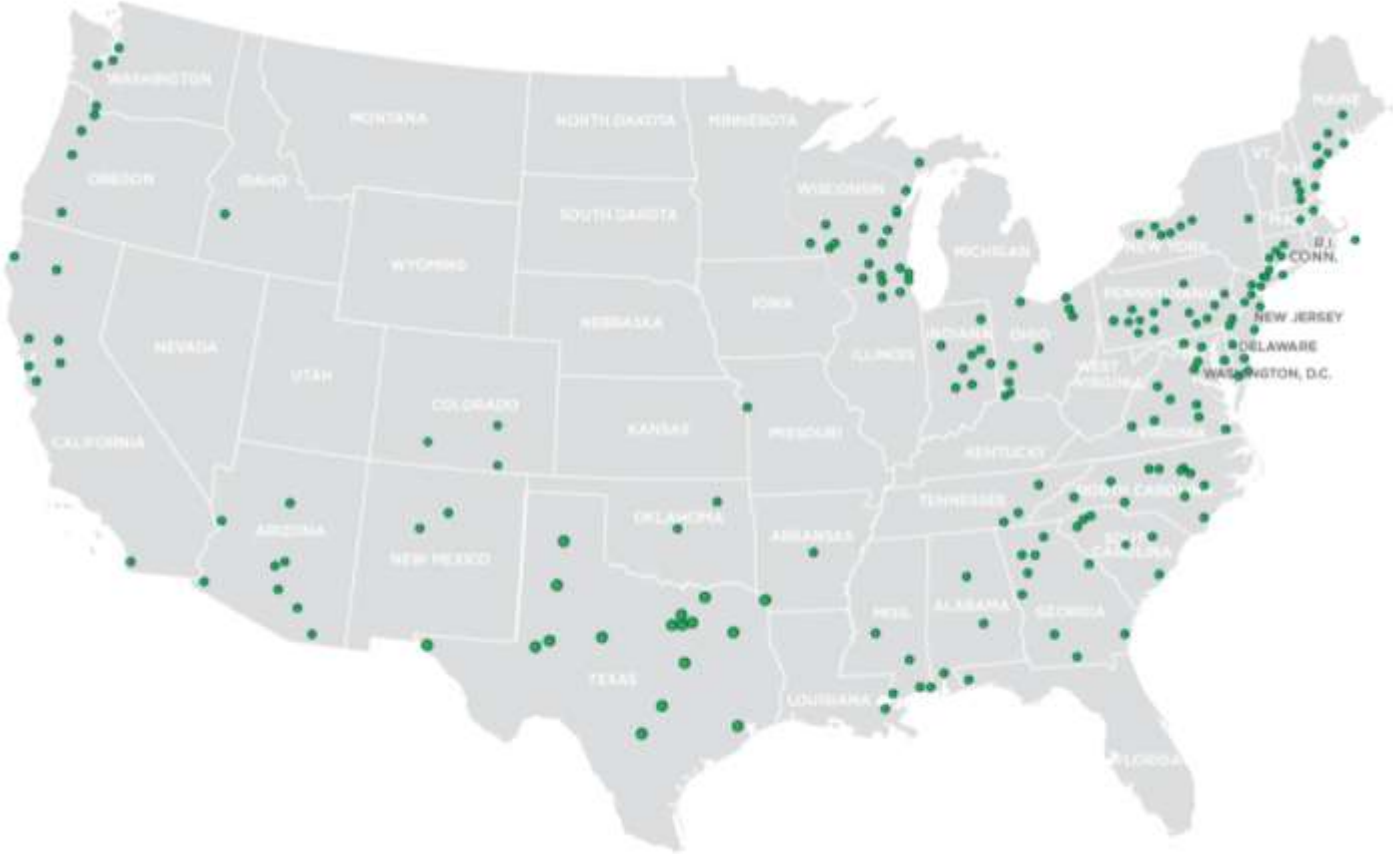 WASHINGTON
MONTANA
NORTH DAKOTA
MINNESOTA
MAINE
VT.
N.H.
OREGON
IDAHO
WISCONSIN
SOUTH DAKOTA
MASS.
MICHIGAN
NEW YORK
R.I.
CONN.
WYOMING
IOWA
PENNSYLVANIA
NEBRASKA
NEW JERSEY
NEVADA
INDIANA
OHIO
ILLINOIS
DELAWARE
UTAH
WEST
VIRGINIA
WASHINGTON, D.C.
COLORADO
CALIFORNIA
KANSAS
MISSOURI
VIRGINIA
KENTUCKY
NORTH CAROLINA
TENNESSEE
OKLAHOMA
ARIZONA
ARKANSAS
SOUTH
CAROLINA
NEW MEXICO
MISS.
ALABAMA
GEORGIA
TEXAS
LOUISIANA
FLORIDA